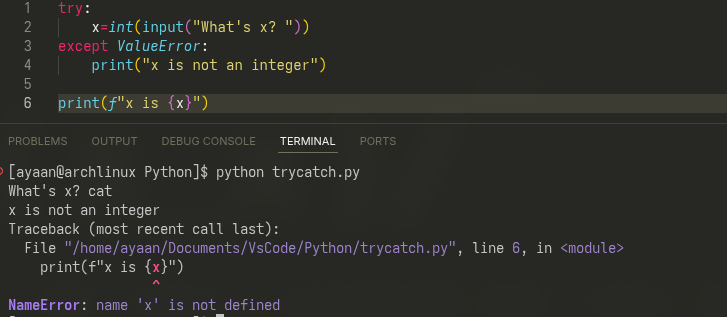 1 try:
2     x=int(input("What's x? "))
3 except ValueError:
4     print("x is not an integer")
5
6 print(f"x is {x}")
PROBLEMS OUTPUT DEBUG CONSOLE TERMINAL PORTS
[ayaan@archlinux Python]$ python trycatch.py
What's x? cat
x is not an integer
Traceback (most recent call last):
  File "/home/ayaan/Documents/VsCode/Python/trycatch.py", line 6, in <module>
    print(f"x is {x}")
                  ^
NameError: name 'x' is not defined